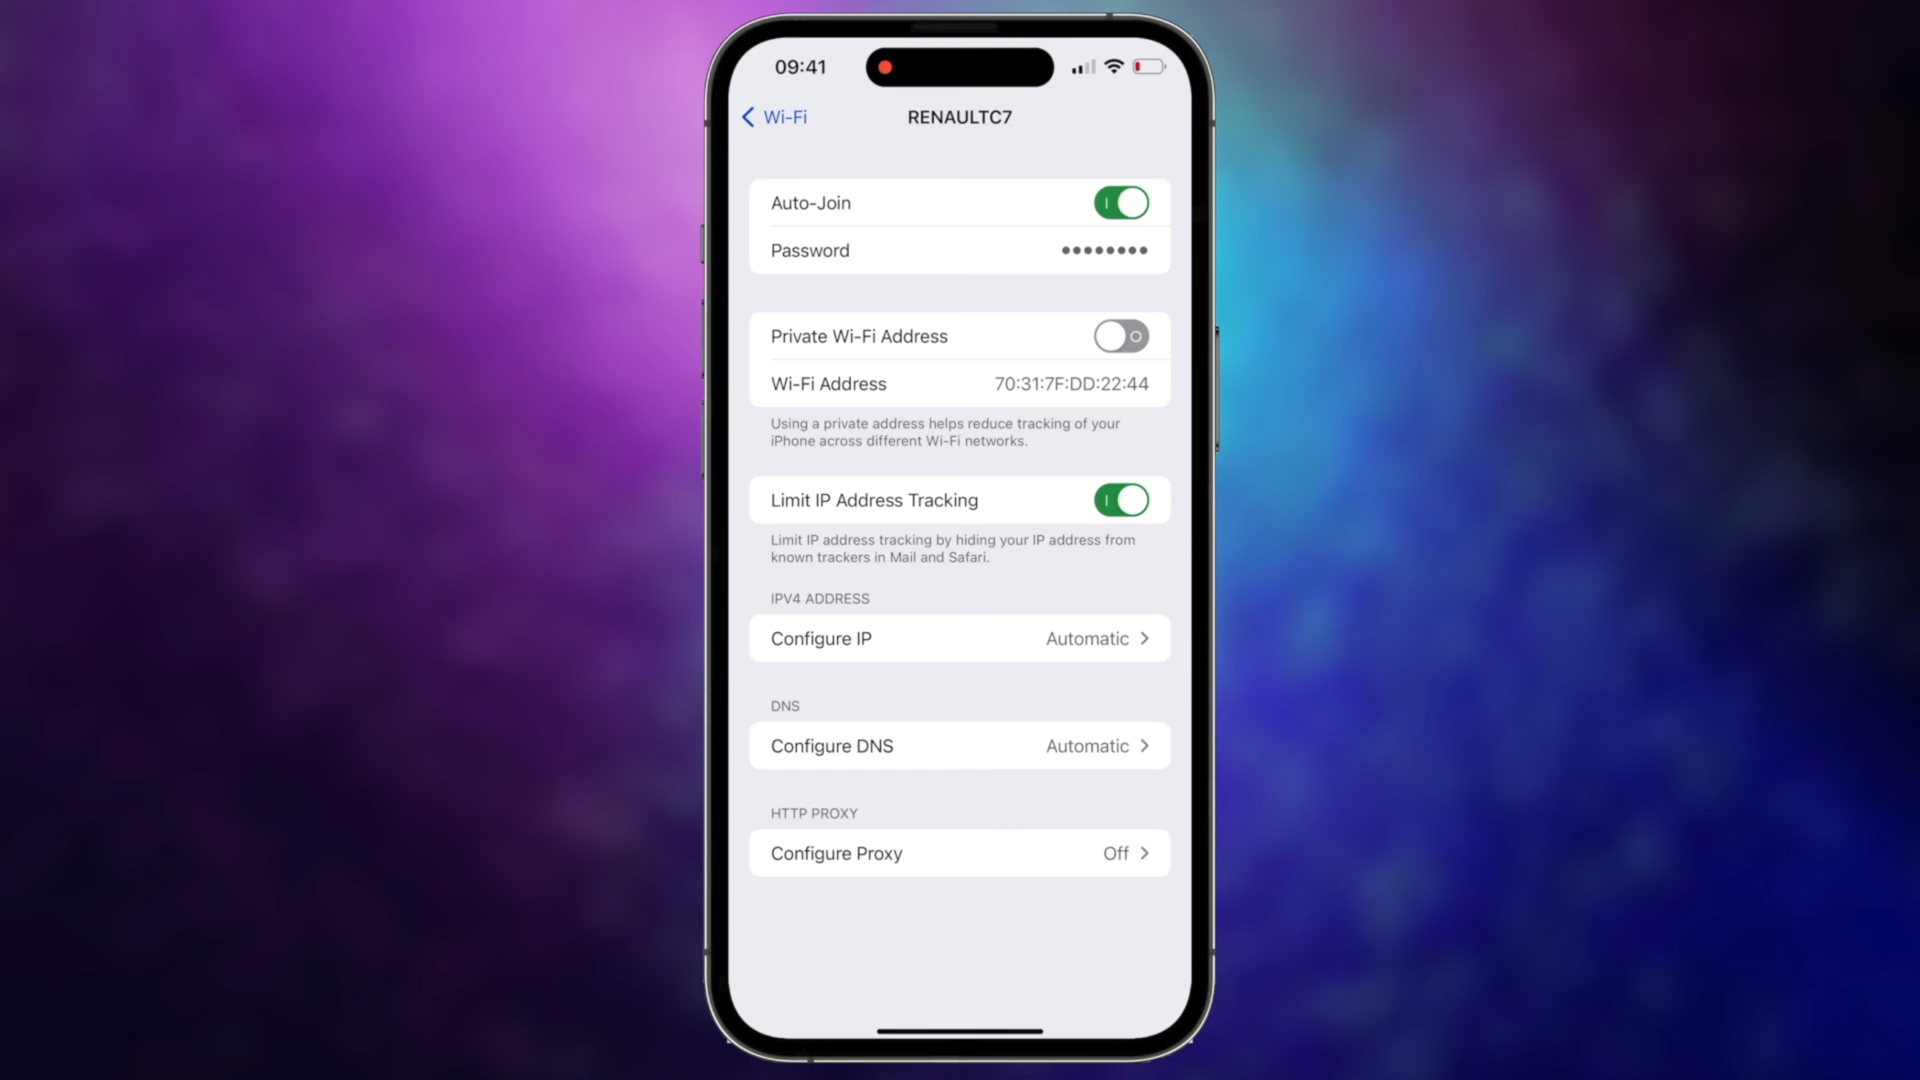 09:41
Wi-Fi
RENAULTC7
Auto-Join
Password ••••••••
Private Wi-Fi Address
Wi-Fi Address 70:31:7F:DD:22:44
Using a private address helps reduce tracking of your
iPhone across different Wi-Fi networks.
Limit IP Address Tracking
Limit IP address tracking by hiding your IP address from
known trackers in Mail and Safari.
IPV4 ADDRESS
Configure IP Automatic
DNS
Configure DNS Automatic
HTTP PROXY
Configure Proxy Off